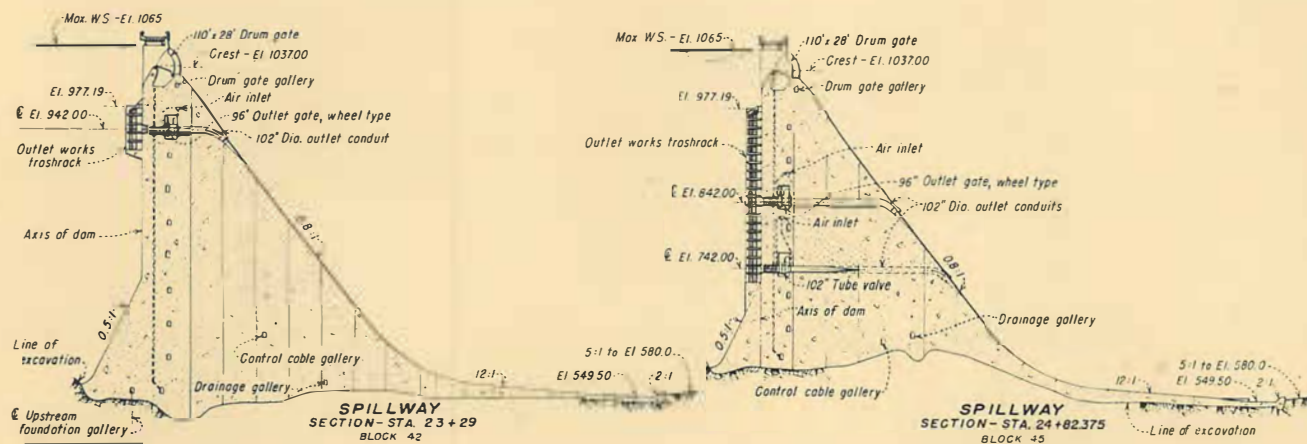 Max. W.S.-El. 1065
110' x 28' Drum gate
Crest - El. 1037.00
Drum gate gallery
Air inlet
El. 977.19
96" Outlet gate, wheel type
℄ El. 942.00
102" Dia. outlet conduit
Outlet works trashrack
Axis of dam
0.8:1
0.5:1
Line of excavation
Control cable gallery
5:1 to El. 580.0
Drainage gallery
12:1
El 549.50
2:1
℄ Upstream foundation gallery
SPILLWAY
SECTION - STA. 23+29
BLOCK 42
Max W.S. - El. 1065
110' x 28' Drum gate
Crest - El. 1037.00
Drum gate gallery
El. 977.19
Outlet works trashrack
Air inlet
96" Outlet gate, wheel type
℄ El. 842.00
102" Dia. outlet conduits
Air inlet
℄ El. 742.00
0.8:1
102" Tube valve
Axis of dam
0.5:1
Drainage gallery
5:1 to El. 580.0
Control cable gallery
12:1
El. 549.50
2:1
SPILLWAY
SECTION - STA. 24+82.375
BLOCK 45
Line of excavation